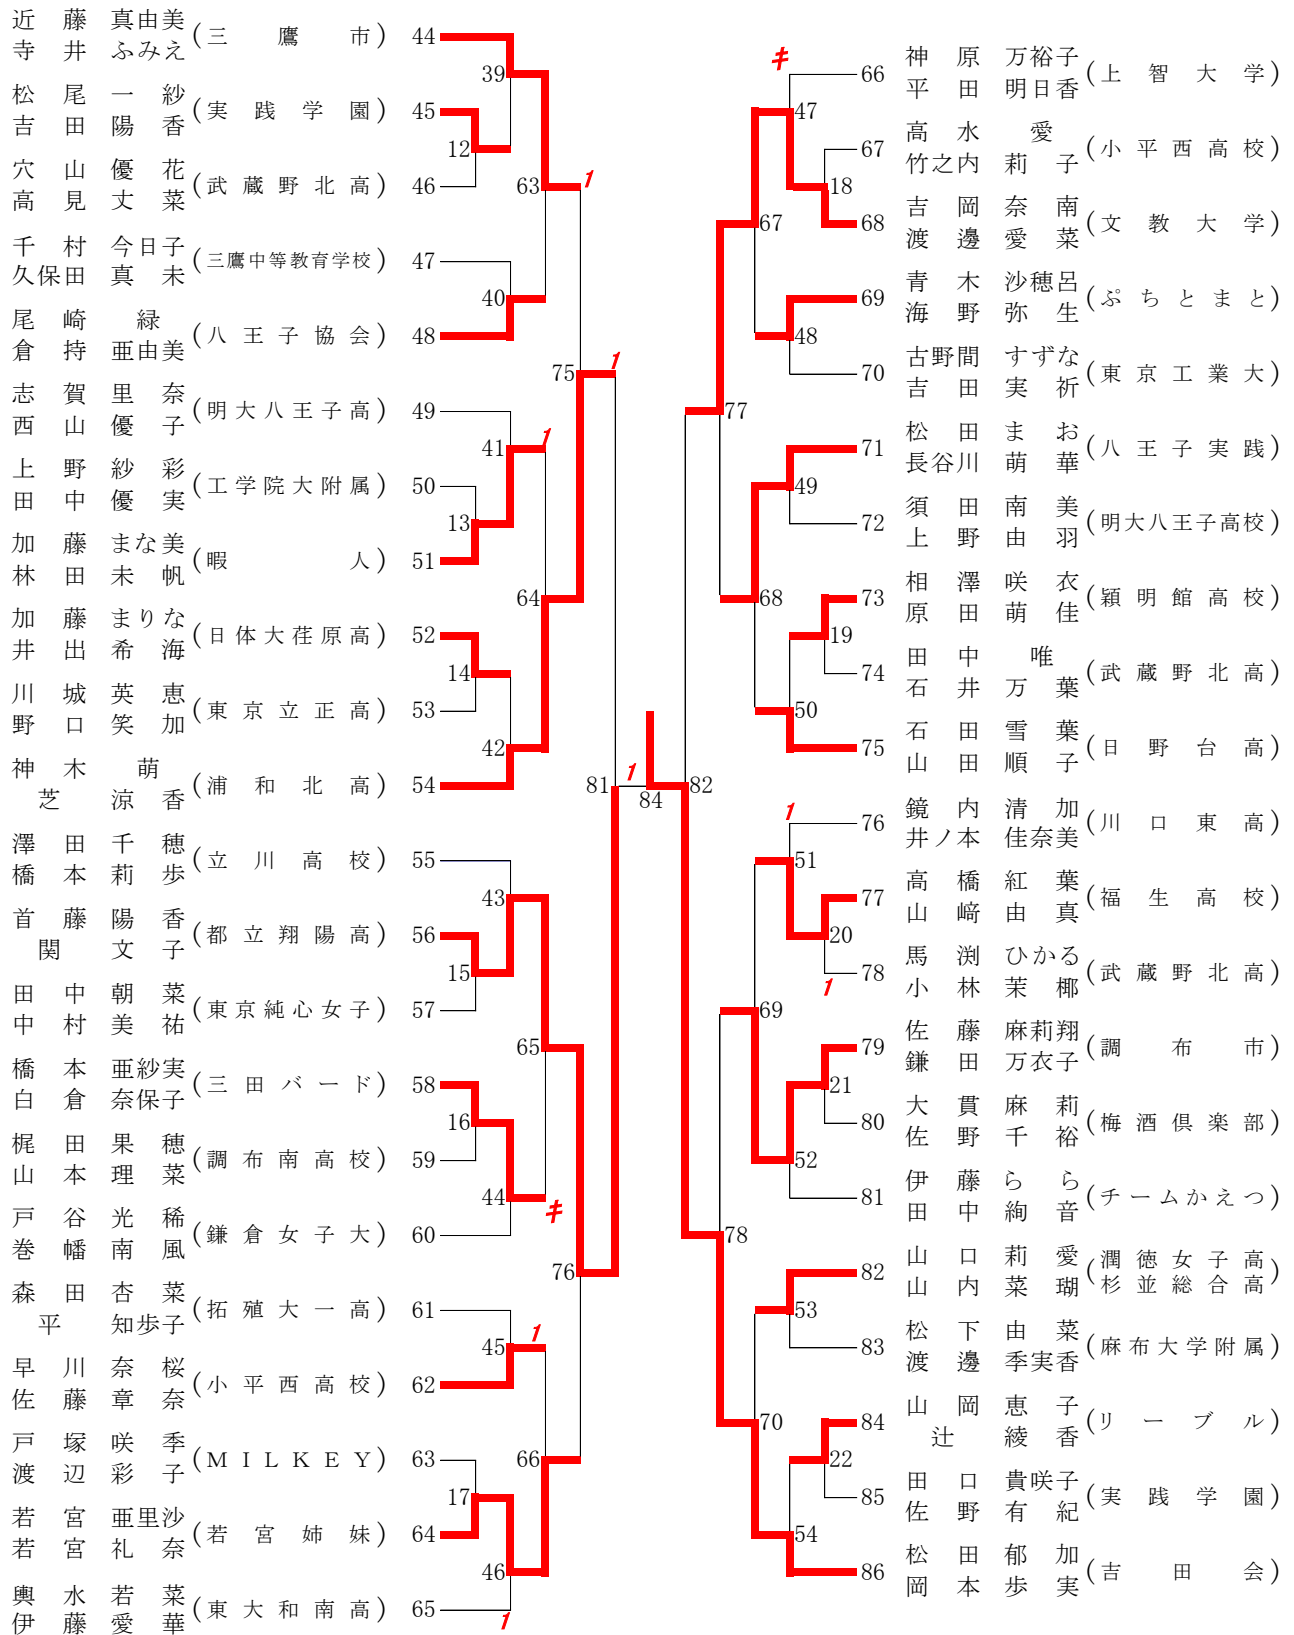 近藤 真由美
寺井 ふみえ
(三鷹市) 44
松尾 一紗
吉田 陽香
(実践学園) 45
穴山 優花
高見 丈菜
(武蔵野北高) 46
千村 今日子
久保田 真未
(三鷹中等教育学校) 47
尾崎 緑
倉持 亜由美
(八王子協会) 48
志賀 里奈
西山 優子
(明大八王子高) 49
上野 紗彩
田中 優実
(工学院大附属) 50
加藤 まな美
林田 未帆
(暇人) 51
加藤 まりな
井出 希海
(日体大荏原高) 52
川城 英恵
野口 笑加
(東京立正高) 53
神木 萌
芝 涼香
(浦和北高) 54
澤田 千穂
橋本 莉歩
(立川高校) 55
首藤 陽香
関 文子
(都立翔陽高) 56
田中 朝菜
中村 美祐
(東京純心女子) 57
橋本 亜紗実
白倉 奈保子
(三田バード) 58
梶田 果穂
山本 理菜
(調布南高校) 59
戸谷 光稀
巻幡 南風
(鎌倉女子大) 60
森田 杏菜
平 知歩子
(拓殖大一高) 61
早川 奈桜
佐藤 章奈
(小平西高校) 62
戸塚 咲季
渡辺 彩子
(MILKEY) 63
若宮 亜里沙
若宮 礼奈
(若宮姉妹) 64
輿水 若菜
伊藤 愛華
(東大和南高) 65
39
12
63
1
40
75
1
41
1
13
64
14
42
81
1
84
43
15
65
16
44
キ
76
45
1
66
17
46
1
キ
66 神原 万裕子
平田 明日香
(上智大学)
67 高水 愛
竹之内 莉子
(小平西高校)
68 吉岡 奈南
渡邊 愛菜
(文教大学)
69 青木 沙穂呂
海野 弥生
(ぷちとまと)
70 古野間 すずな
吉田 実祈
(東京工業大)
71 松田 まお
長谷川 萌華
(八王子実践)
72 須田 南美
上野 由羽
(明大八王子高校)
73 相澤 咲衣
原田 萌佳
(穎明館高校)
74 田中 唯
石井 万葉
(武蔵野北高)
75 石田 雪葉
山田 順子
(日野台高)
76 鏡内 清加
井ノ本 佳奈美
(川口東高)
77 高橋 紅葉
山﨑 由真
(福生高校)
78 馬渕 ひかる
小林 茉椰
(武蔵野北高)
79 佐藤 麻莉翔
鎌田 万衣子
(調布市)
80 大貫 麻莉
佐野 千裕
(梅酒倶楽部)
81 伊藤 らら
田中 絢音
(チームかえつ)
82 山口 莉愛
山内 菜瑚
(潤徳女子高
杉並総合高)
83 松下 由菜
渡邊 季実香
(麻布大学附属)
84 山岡 恵子
辻 綾香
(リーブル)
85 田口 貴咲子
佐野 有紀
(実践学園)
86 松田 郁加
岡本 歩実
(吉田会)
47
18
67
48
77
49
68
19
50
82
1
51
20
1
69
21
52
78
53
70
22
54